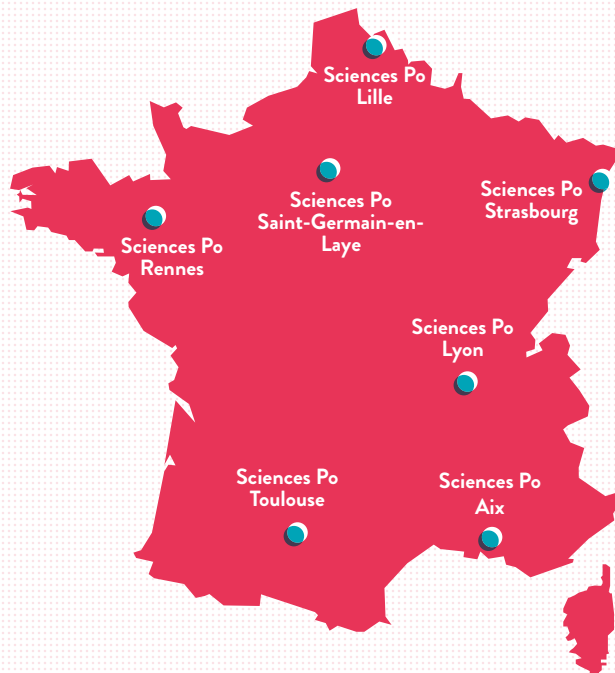 Sciences Po
Lille
Sciences Po
Saint-Germain-en-
Laye
Sciences Po
Strasbourg
Sciences Po
Rennes
Sciences Po
Lyon
Sciences Po
Toulouse
Sciences Po
Aix